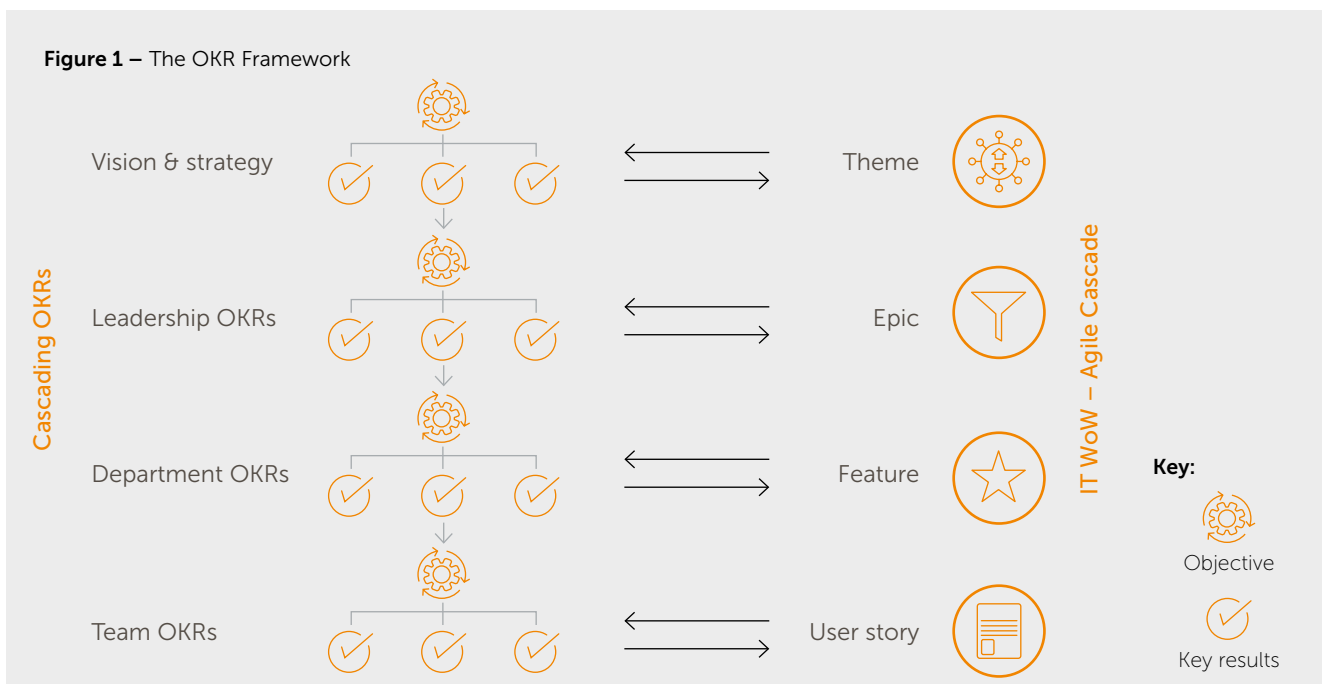 Figure 1 – The OKR Framework
Cascading OKRs
Vision & strategy
Theme
Leadership OKRs
Epic
Department OKRs
Feature
Team OKRs
User story
IT WoW – Agile Cascade
Key:
Objective
Key results